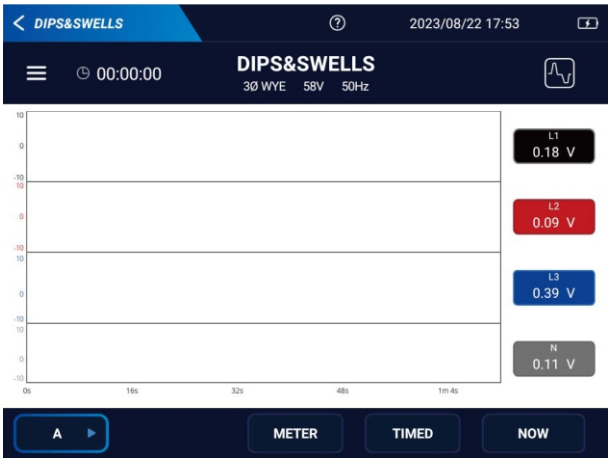 DIPS&SWELLS
?
2023/08/22 17:53
00:00:00
DIPS&SWELLS
3Ø WYE 58V 50Hz
10
0
-10
10
0
-10
10
0
-10
10
0
-10
0s 16s 32s 48s 1m 4s
L1
0.18 V
L2
0.09 V
L3
0.39 V
N
0.11 V
A
METER
TIMED
NOW